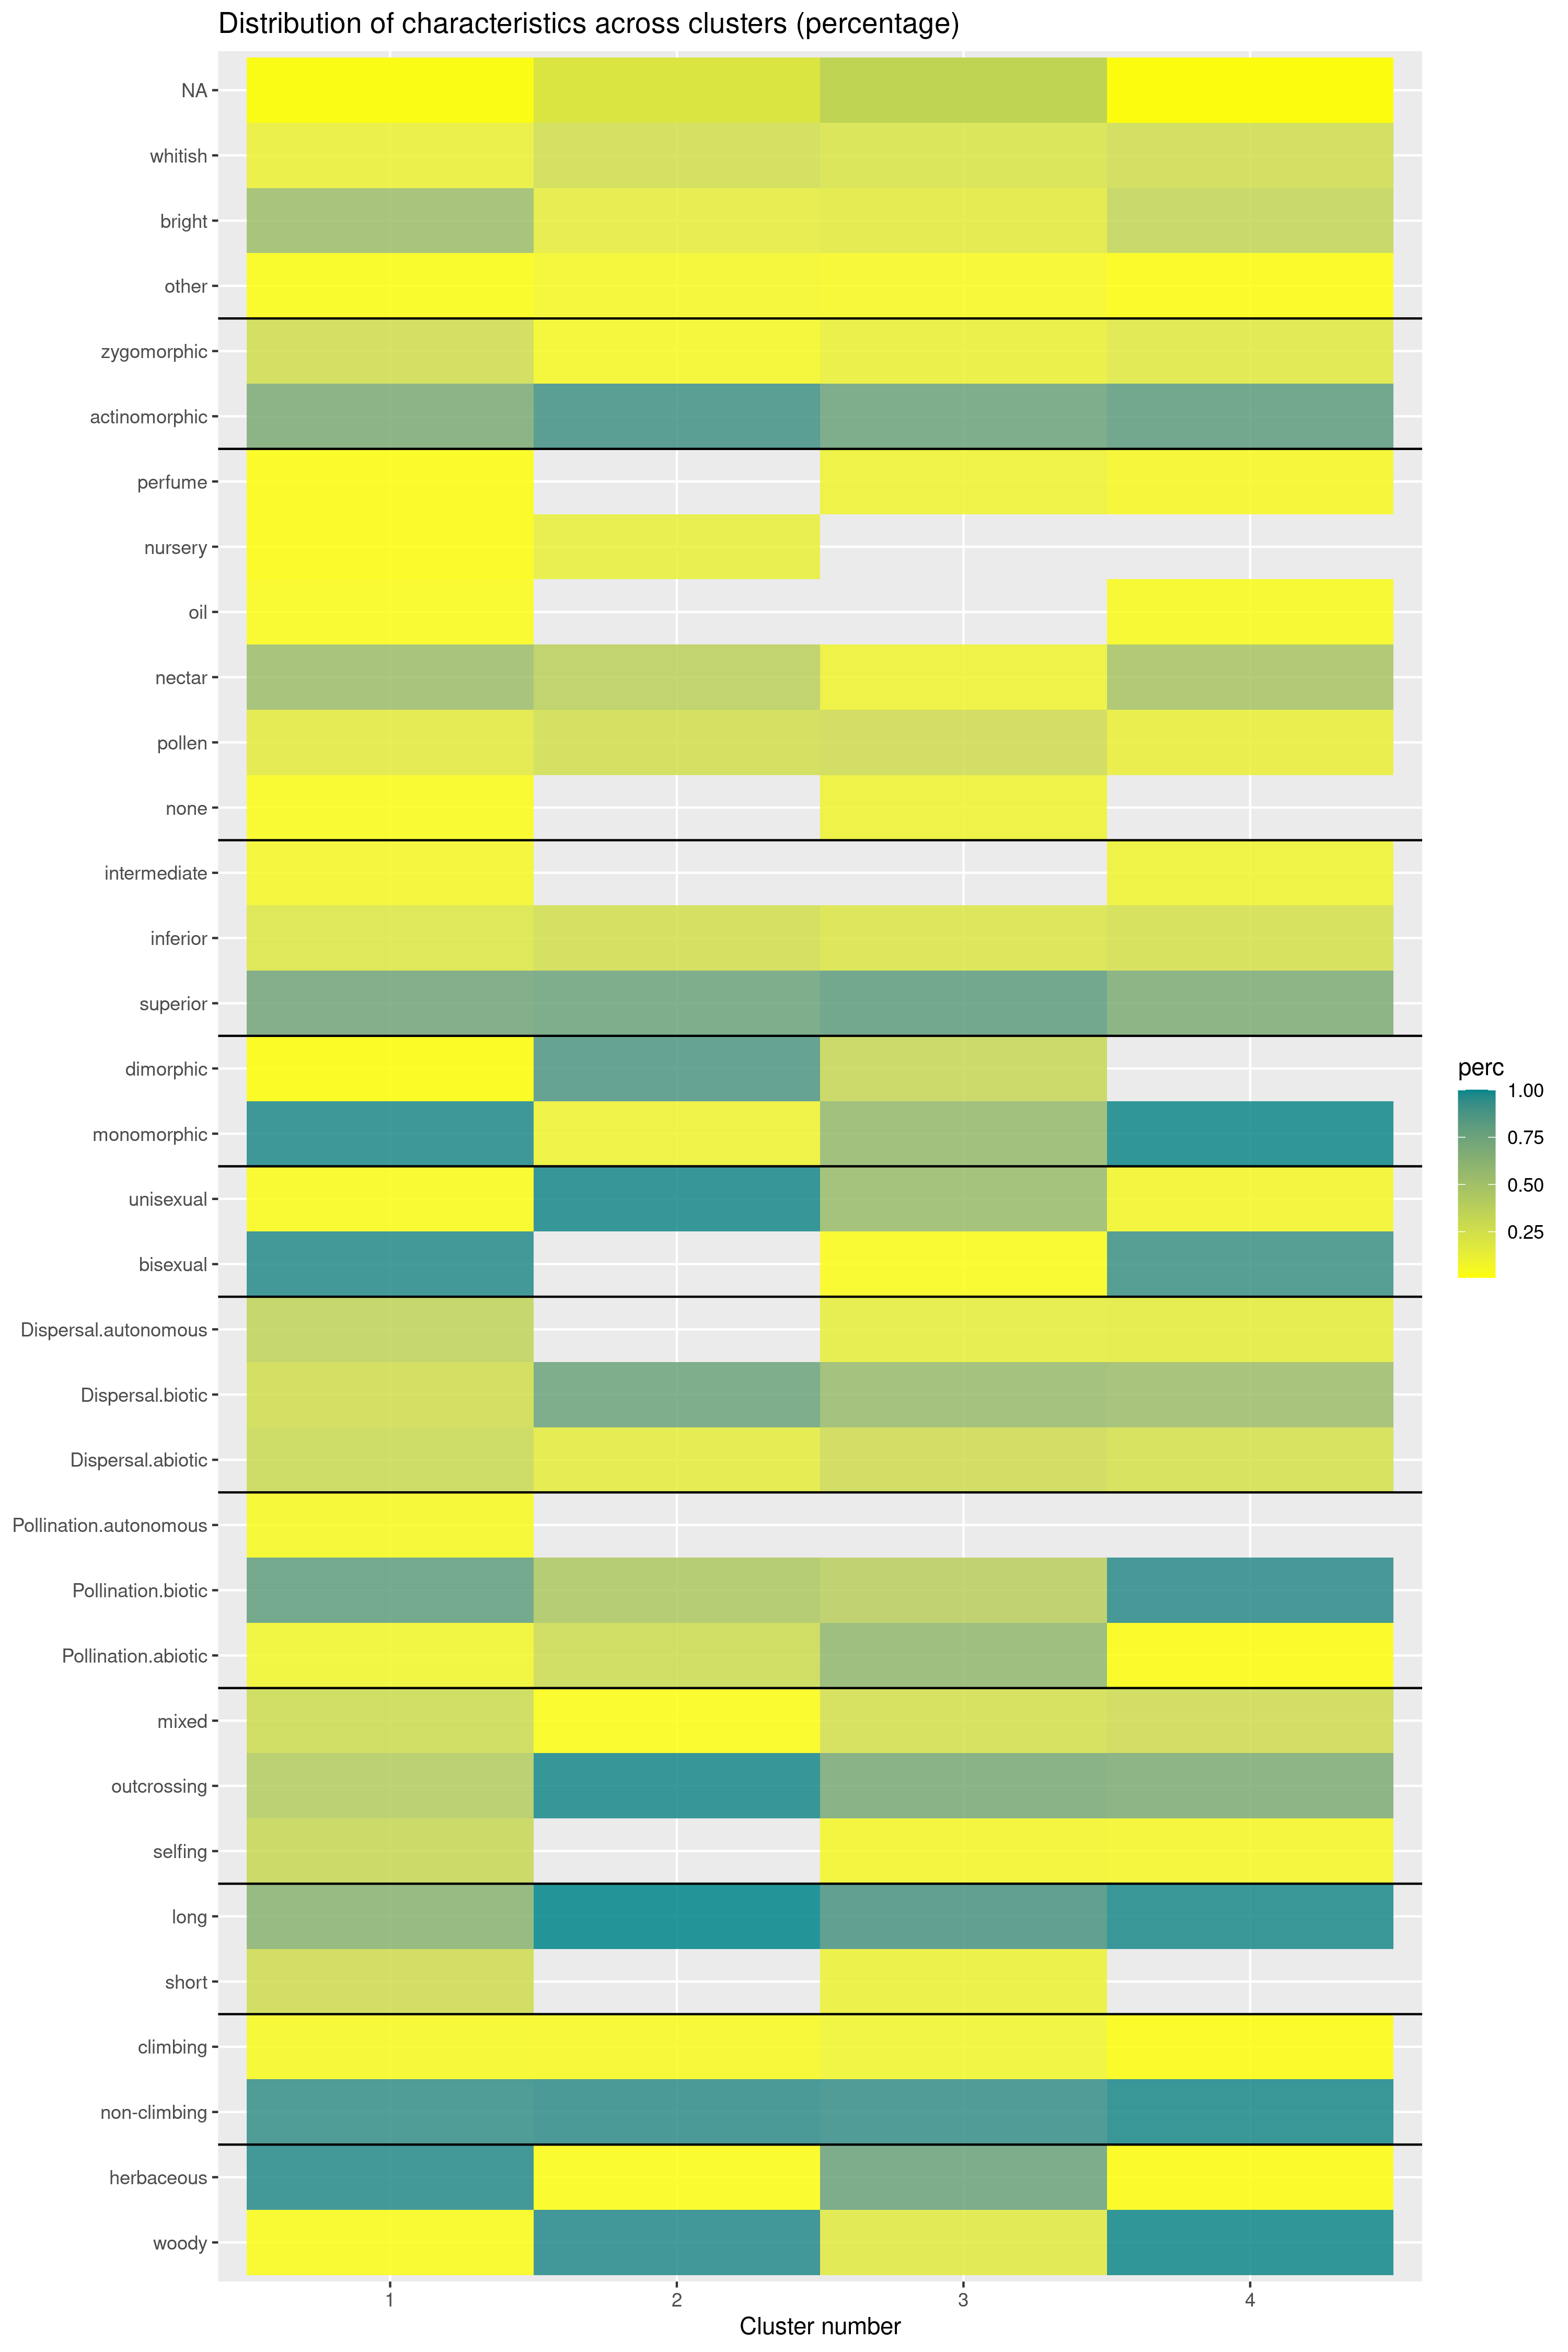 Distribution of characteristics across clusters (percentage)
NA
whitish
bright
other
zygomorphic
actinomorphic
perfume
nursery
oil
nectar
pollen
none
intermediate
inferior
superior
dimorphic
monomorphic
unisexual
bisexual
Dispersal.autonomous
Dispersal.biotic
Dispersal.abiotic
Pollination.autonomous
Pollination.biotic
Pollination.abiotic
mixed
outcrossing
selfing
long
short
climbing
non-climbing
herbaceous
woody
1 2 3 4
Cluster number
perc
1.00
0.75
0.50
0.25